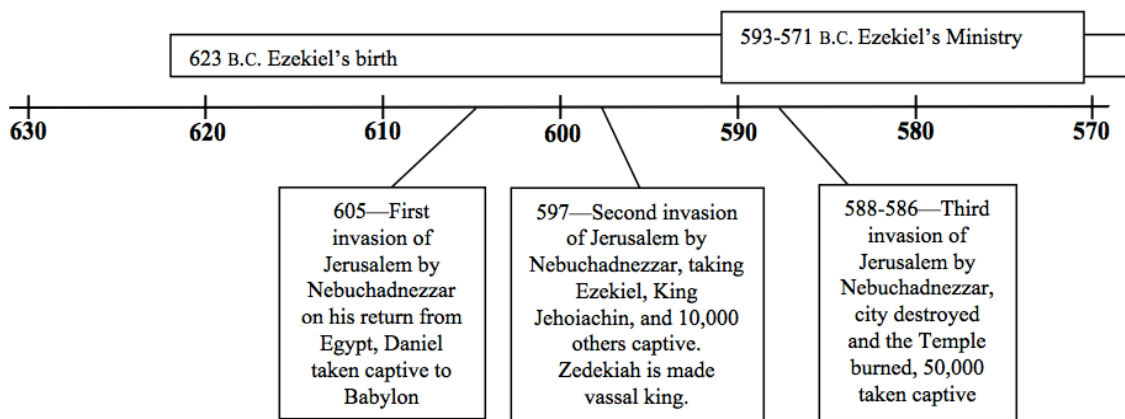 623 B.C. Ezekiel’s birth
593-571 B.C. Ezekiel’s Ministry
630
620
610
600
590
580
570
605—First
invasion of
Jerusalem by
Nebuchadnezzar
on his return from
Egypt, Daniel
taken captive to
Babylon
597—Second invasion
of Jerusalem by
Nebuchadnezzar, taking
Ezekiel, King
Jehoiachin, and 10,000
others captive.
Zedekiah is made
vassal king.
588-586—Third
invasion of
Jerusalem by
Nebuchadnezzar,
city destroyed
and the Temple
burned, 50,000
taken captive